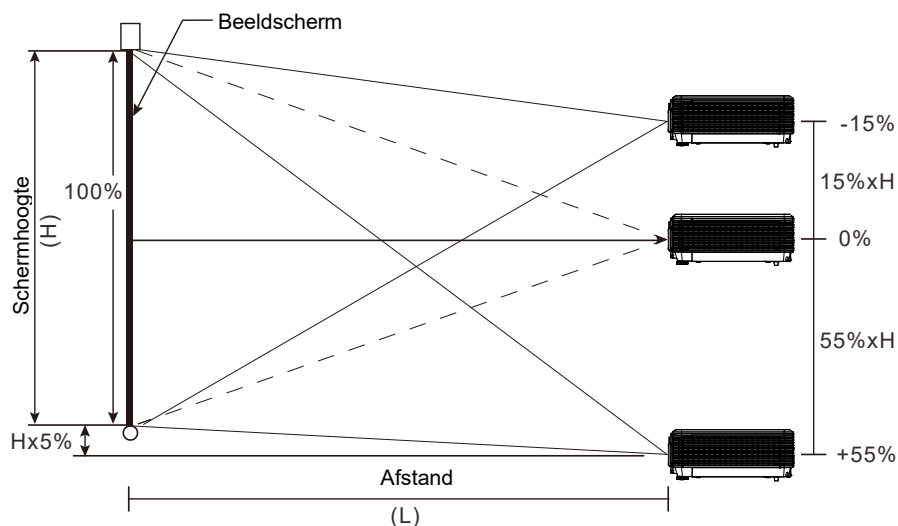 Beeldscherm
Schermhoogte
(H)
100%
-15%
15%xH
0%
55%xH
Hx5%
+55%
Afstand
(L)